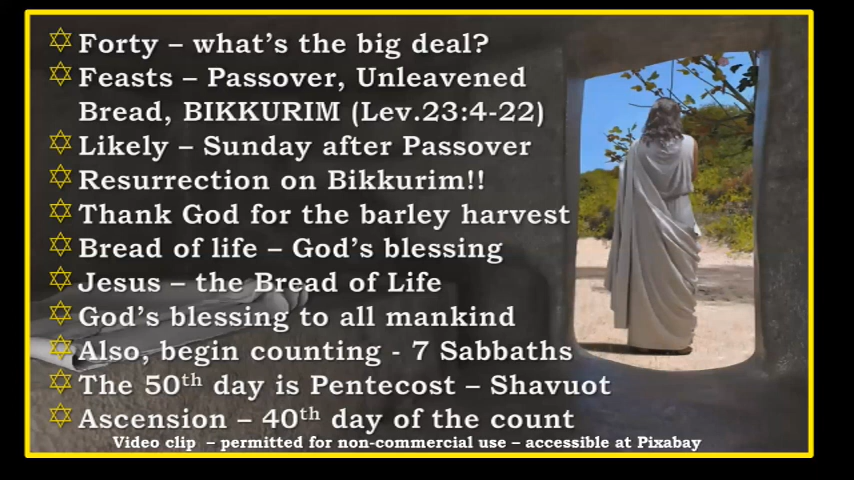 Forty – what's the big deal?
Feasts – Passover, Unleavened
Bread, BIKKURIM (Lev.23:4-22)
Likely – Sunday after Passover
Resurrection on Bikkurim!!
Thank God for the barley harvest
Bread of life – God's blessing
Jesus – the Bread of Life
God's blessing to all mankind
Also, begin counting - 7 Sabbaths
The 50th day is Pentecost – Shavuot
Ascension – 40th day of the count
Video clip – permitted for non-commercial use – accessible at Pixabay